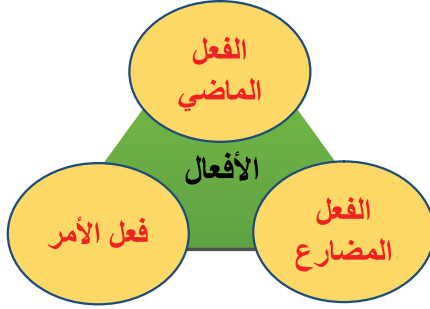 الفعل
الماضي
الأفعال
الفعل
المضارع
فعل الأمر